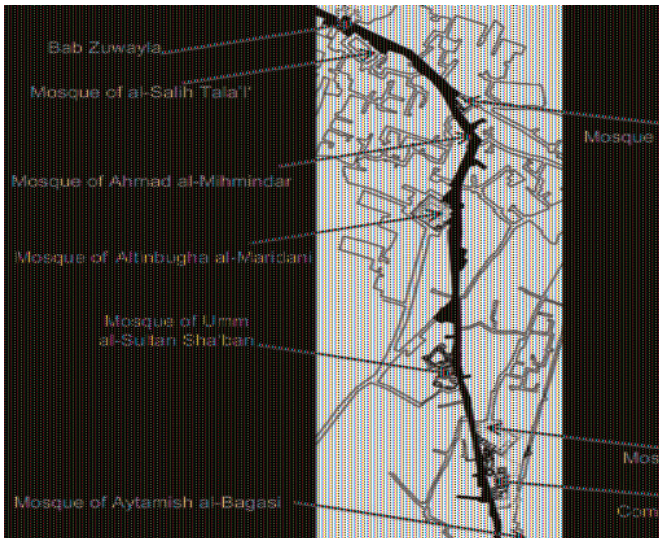 Bab Zuwayla
Mosque of al-Salih Tala'i'
Mosque
Mosque of Ahmad al-Mihmindar
Mosque of Altinbugha al-Maridani
Mosque of Umm
al-Sultan Sha'ban
Mos
Mosque of Aytamish al-Bagasi
Com